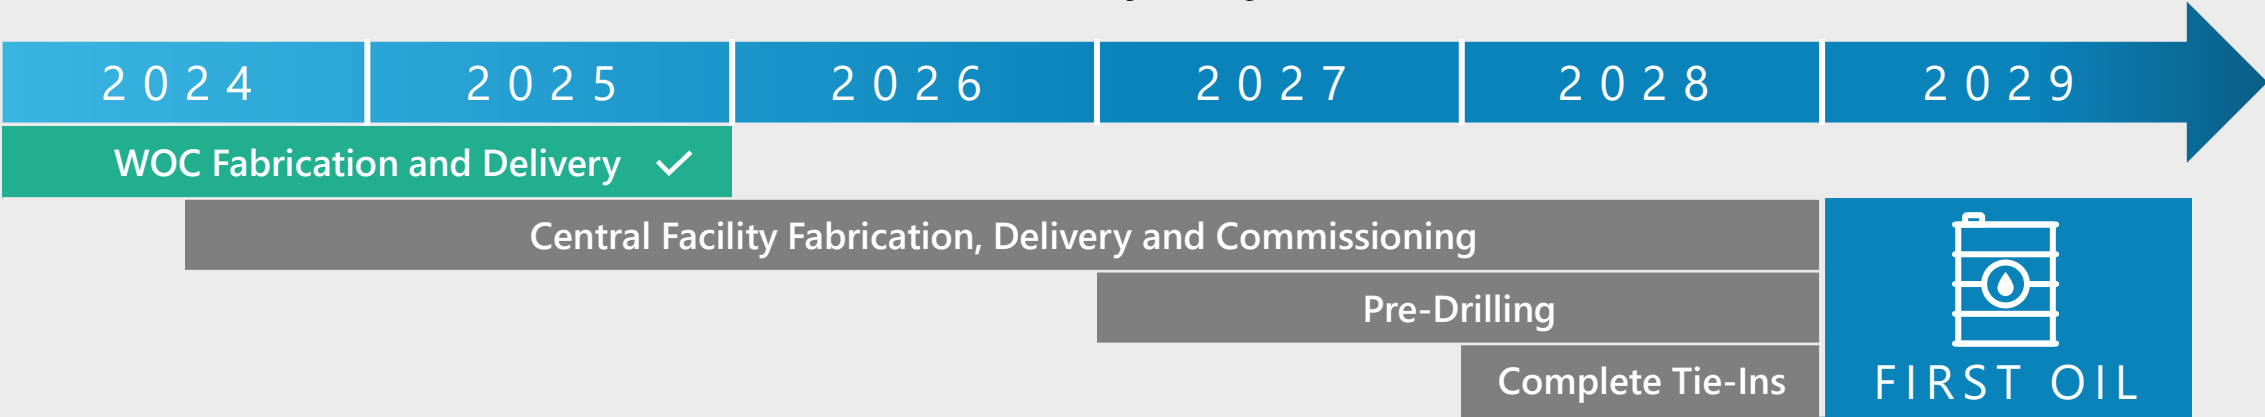 2024 2025 2026 2027 2028 2029
WOC Fabrication and Delivery ✓
Central Facility Fabrication, Delivery and Commissioning
Pre-Drilling
Complete Tie-Ins
FIRST OIL